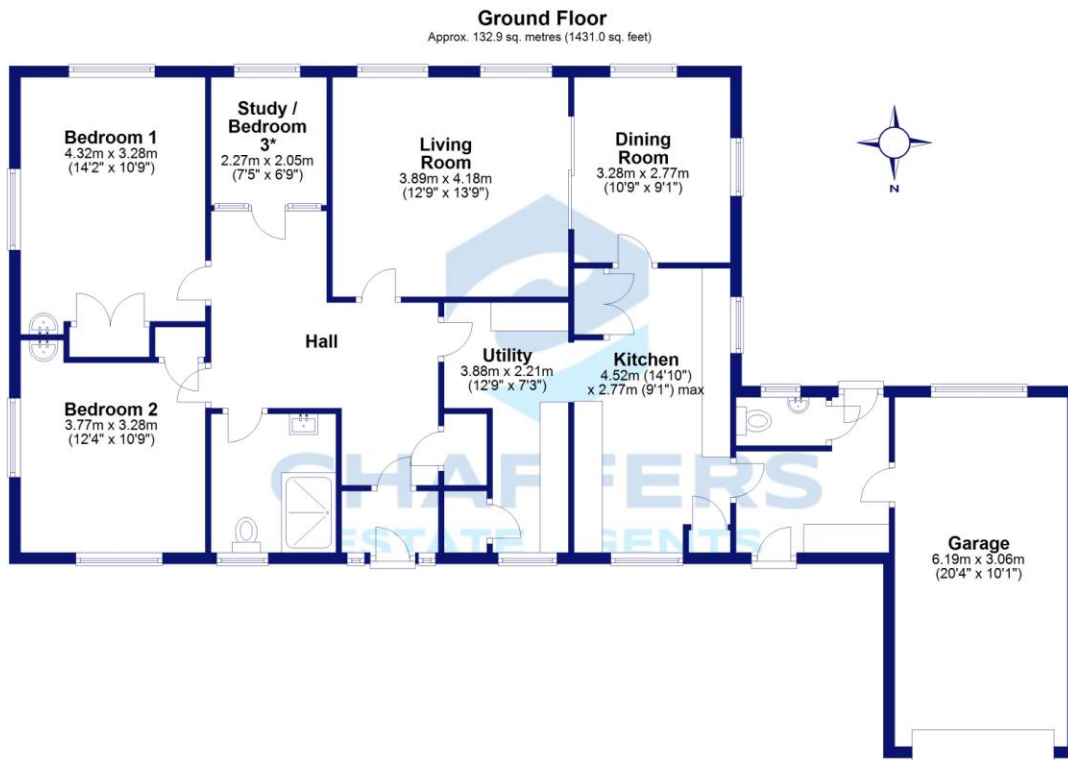 Ground Floor
Approx. 132.9 sq. metres (1431.0 sq. feet)
Bedroom 1
4.32m x 3.28m
(14'2" x 10'9")
Study /
Bedroom
3*
2.27m x 2.05m
(7'5" x 6'9")
Living
Room
3.89m x 4.18m
(12'9" x 13'9")
Dining
Room
3.28m x 2.77m
(10'9" x 9'1")
N
Hall
Utility
3.88m x 2.21m
(12'9" x 7'3")
Kitchen
4.52m (14'10")
x 2.77m (9'1") max
Bedroom 2
3.77m x 3.28m
(12'4" x 10'9")
CHAFFERS
ESTATE AGENTS
Garage
6.19m x 3.06m
(20'4" x 10'1")